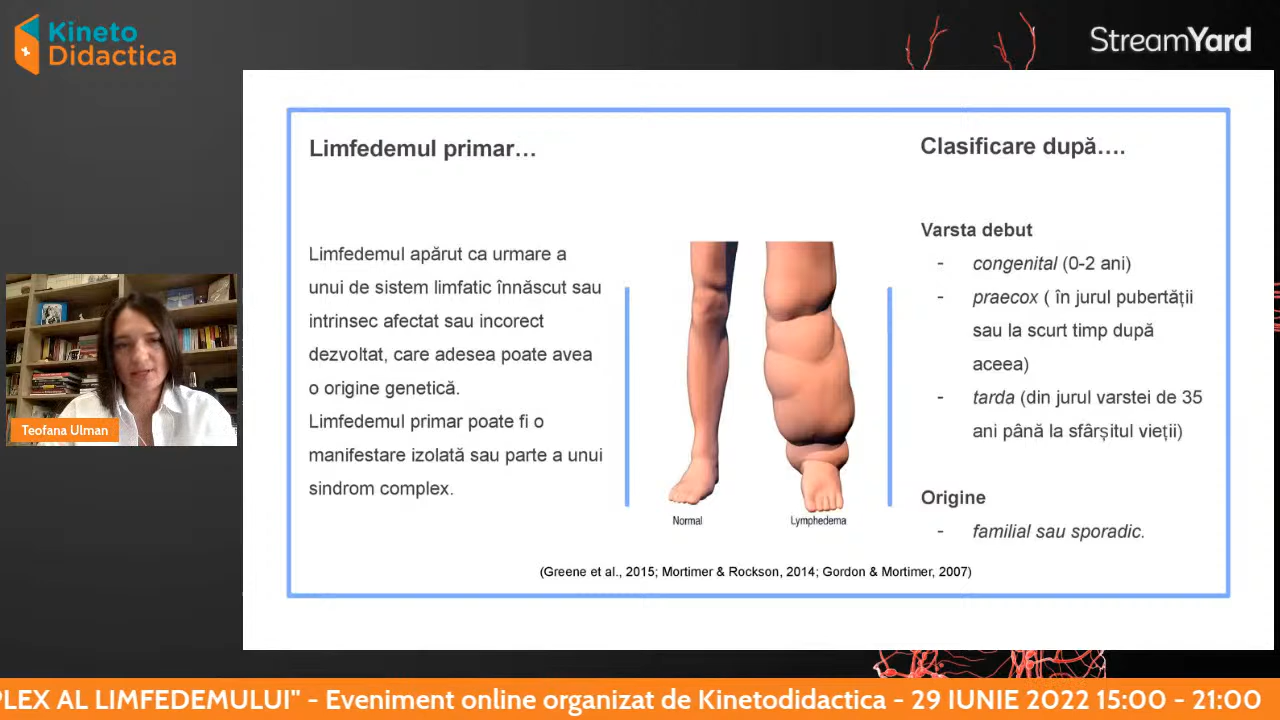 Kineto
Didactica
StreamYard
Limfedemul primar…
Limfedemul apărut ca urmare a
unui de sistem limfatic înnăscut sau
intrinsec afectat sau incorect
dezvoltat, care adesea poate avea
o origine genetică.
Limfedemul primar poate fi o
manifestare izolată sau parte a unui
sindrom complex.
Normal
Lymphedema
Clasificare după….
Varsta debut
- congenital (0-2 ani)
- praecox ( în jurul pubertății
sau la scurt timp după
aceea)
- tarda (din jurul varstei de 35
ani până la sfârșitul vieții)
Origine
- familial sau sporadic.
(Greene et al., 2015; Mortimer & Rockson, 2014; Gordon & Mortimer, 2007)
Teofana Ulman
PLEX AL LIMFEDEMULUI" - Eveniment online organizat de Kinetodidactica - 29 IUNIE 2022 15:00 - 21:00